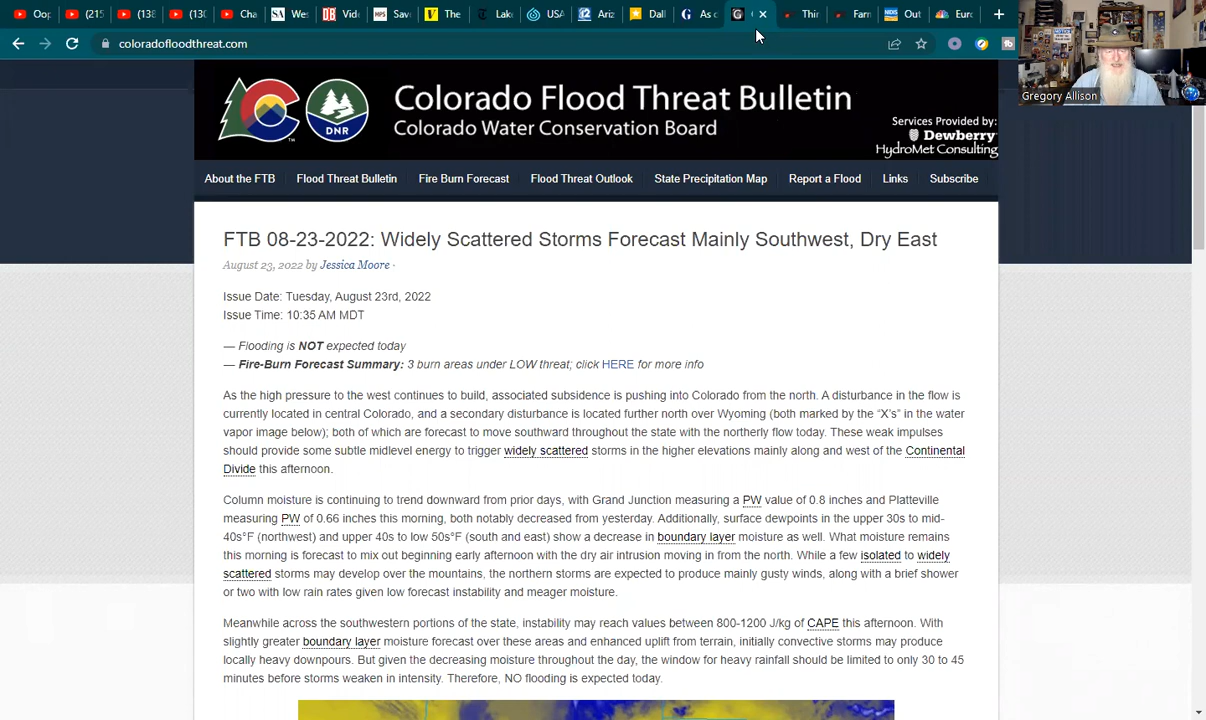 Oop (215 (138 (130 Cha Wes Vide Save The Lake USA Ariz Dall As c Thir Farn Out Euro
coloradofloodthreat.com
Gregory Allison
Colorado Flood Threat Bulletin
Colorado Water Conservation Board
DNR
Services Provided by:
Dewberry
HydroMet Consulting
About the FTB Flood Threat Bulletin Fire Burn Forecast Flood Threat Outlook State Precipitation Map Report a Flood Links Subscribe
FTB 08-23-2022: Widely Scattered Storms Forecast Mainly Southwest, Dry East
August 23, 2022 by Jessica Moore ·
Issue Date: Tuesday, August 23rd, 2022
Issue Time: 10:35 AM MDT
— Flooding is NOT expected today
— Fire-Burn Forecast Summary: 3 burn areas under LOW threat; click HERE for more info
As the high pressure to the west continues to build, associated subsidence is pushing into Colorado from the north. A disturbance in the flow is
currently located in central Colorado, and a secondary disturbance is located further north over Wyoming (both marked by the “X’s” in the water
vapor image below); both of which are forecast to move southward throughout the state with the northerly flow today. These weak impulses
should provide some subtle midlevel energy to trigger widely scattered storms in the higher elevations mainly along and west of the Continental
Divide this afternoon.
Column moisture is continuing to trend downward from prior days, with Grand Junction measuring a PW value of 0.8 inches and Platteville
measuring PW of 0.66 inches this morning, both notably decreased from yesterday. Additionally, surface dewpoints in the upper 30s to mid-
40s°F (northwest) and upper 40s to low 50s°F (south and east) show a decrease in boundary layer moisture as well. What moisture remains
this morning is forecast to mix out beginning early afternoon with the dry air intrusion moving in from the north. While a few isolated to widely
scattered storms may develop over the mountains, the northern storms are expected to produce mainly gusty winds, along with a brief shower
or two with low rain rates given low forecast instability and meager moisture.
Meanwhile across the southwestern portions of the state, instability may reach values between 800-1200 J/kg of CAPE this afternoon. With
slightly greater boundary layer moisture forecast over these areas and enhanced uplift from terrain, initially convective storms may produce
locally heavy downpours. But given the decreasing moisture throughout the day, the window for heavy rainfall should be limited to only 30 to 45
minutes before storms weaken in intensity. Therefore, NO flooding is expected today.